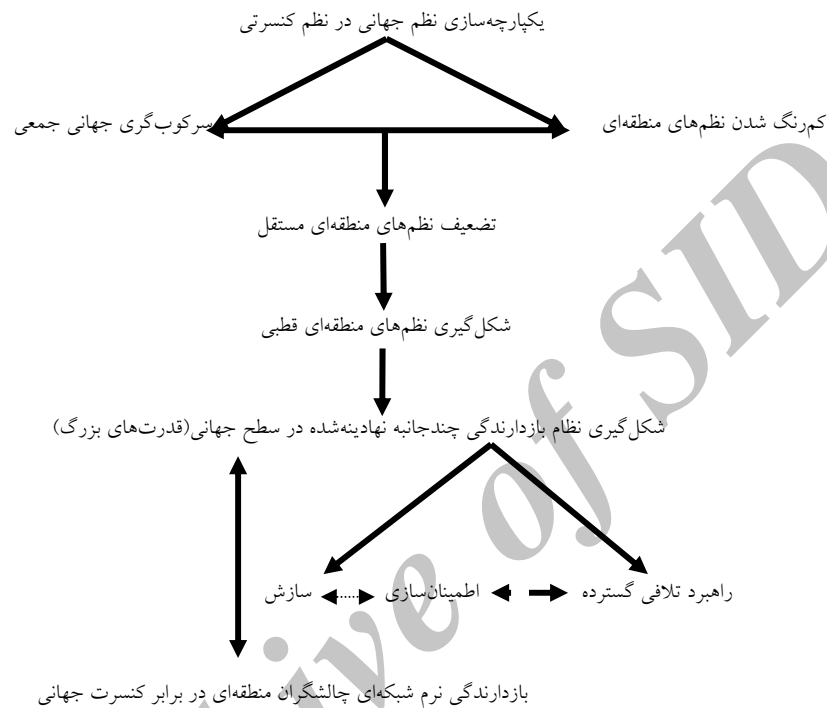 یکپارچه‌سازی نظم جهانی در نظم کنسرتی
کم‌رنگ شدن نظم‌های منطقه‌ای
سرکوب‌گری جهانی جمعی
تضعیف نظم‌های منطقه‌ای مستقل
شکل‌گیری نظم‌های منطقه‌ای قطبی
شکل‌گیری نظام بازدارندگی چندجانبه نهادینه‌شده در سطح جهانی(قدرت‌های بزرگ)
راهبرد تلافی گسترده
اطمینان‌سازی
سازش
بازدارندگی نرم شبکه‌ای چالشگران منطقه‌ای در برابر کنسرت جهانی
ive of SID